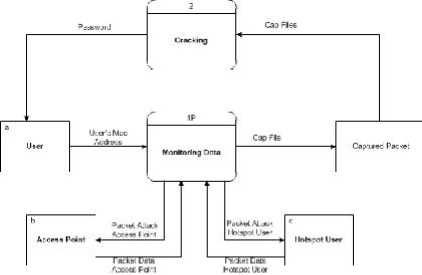 2
Password
Cap Files
Cracking
a
User
User's Mac
Address
1P
Monitoring Data
Cap File
Captured Packet
b
Access Point
Packet Attack
Access Point
Packet Data
Access Point
Packet Attack
Hotspot User
Packet Data
Hotspot User
c
Hotspot User